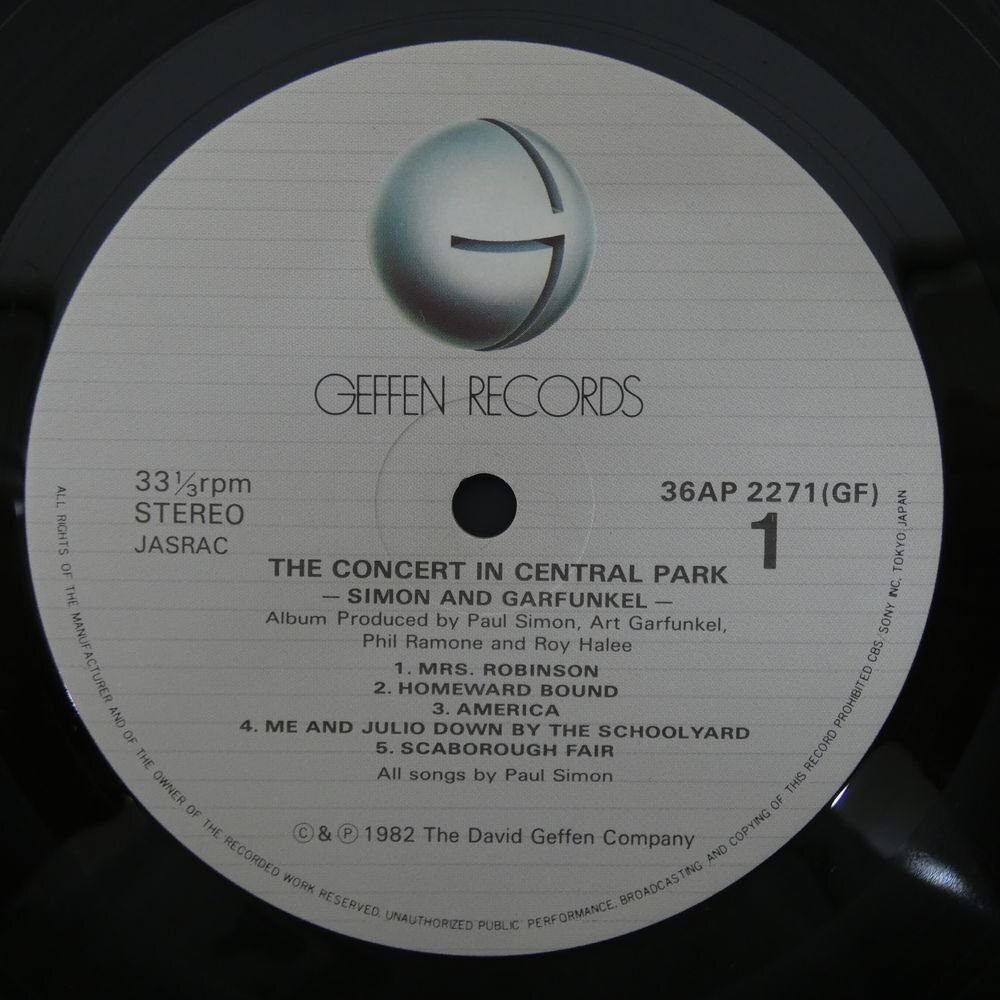 GEFFEN RECORDS
33⅓rpm
STEREO
JASRAC
36AP 2271(GF)
1
THE CONCERT IN CENTRAL PARK
— SIMON AND GARFUNKEL —
Album Produced by Paul Simon, Art Garfunkel,
Phil Ramone and Roy Halee
1. MRS. ROBINSON
2. HOMEWARD BOUND
3. AMERICA
4. ME AND JULIO DOWN BY THE SCHOOLYARD
5. SCABOROUGH FAIR
All songs by Paul Simon
Ⓒ & Ⓟ 1982 The David Geffen Company
ALL RIGHTS OF THE MANUFACTURER AND OF THE OWNER OF THE RECORDED WORK RESERVED. UNAUTHORIZED PUBLIC PERFORMANCE, BROADCASTING AND COPYING OF THIS RECORD PROHIBITED CBS/SONY INC. TOKYO, JAPAN